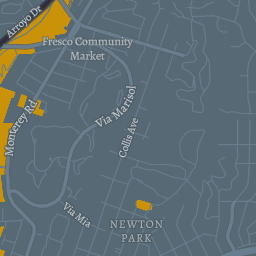 Arroyo Dr
Fresco Community
Market
Monterey Rd
Via Marisol
Collis Ave
Via Mia
NEWTON
PARK